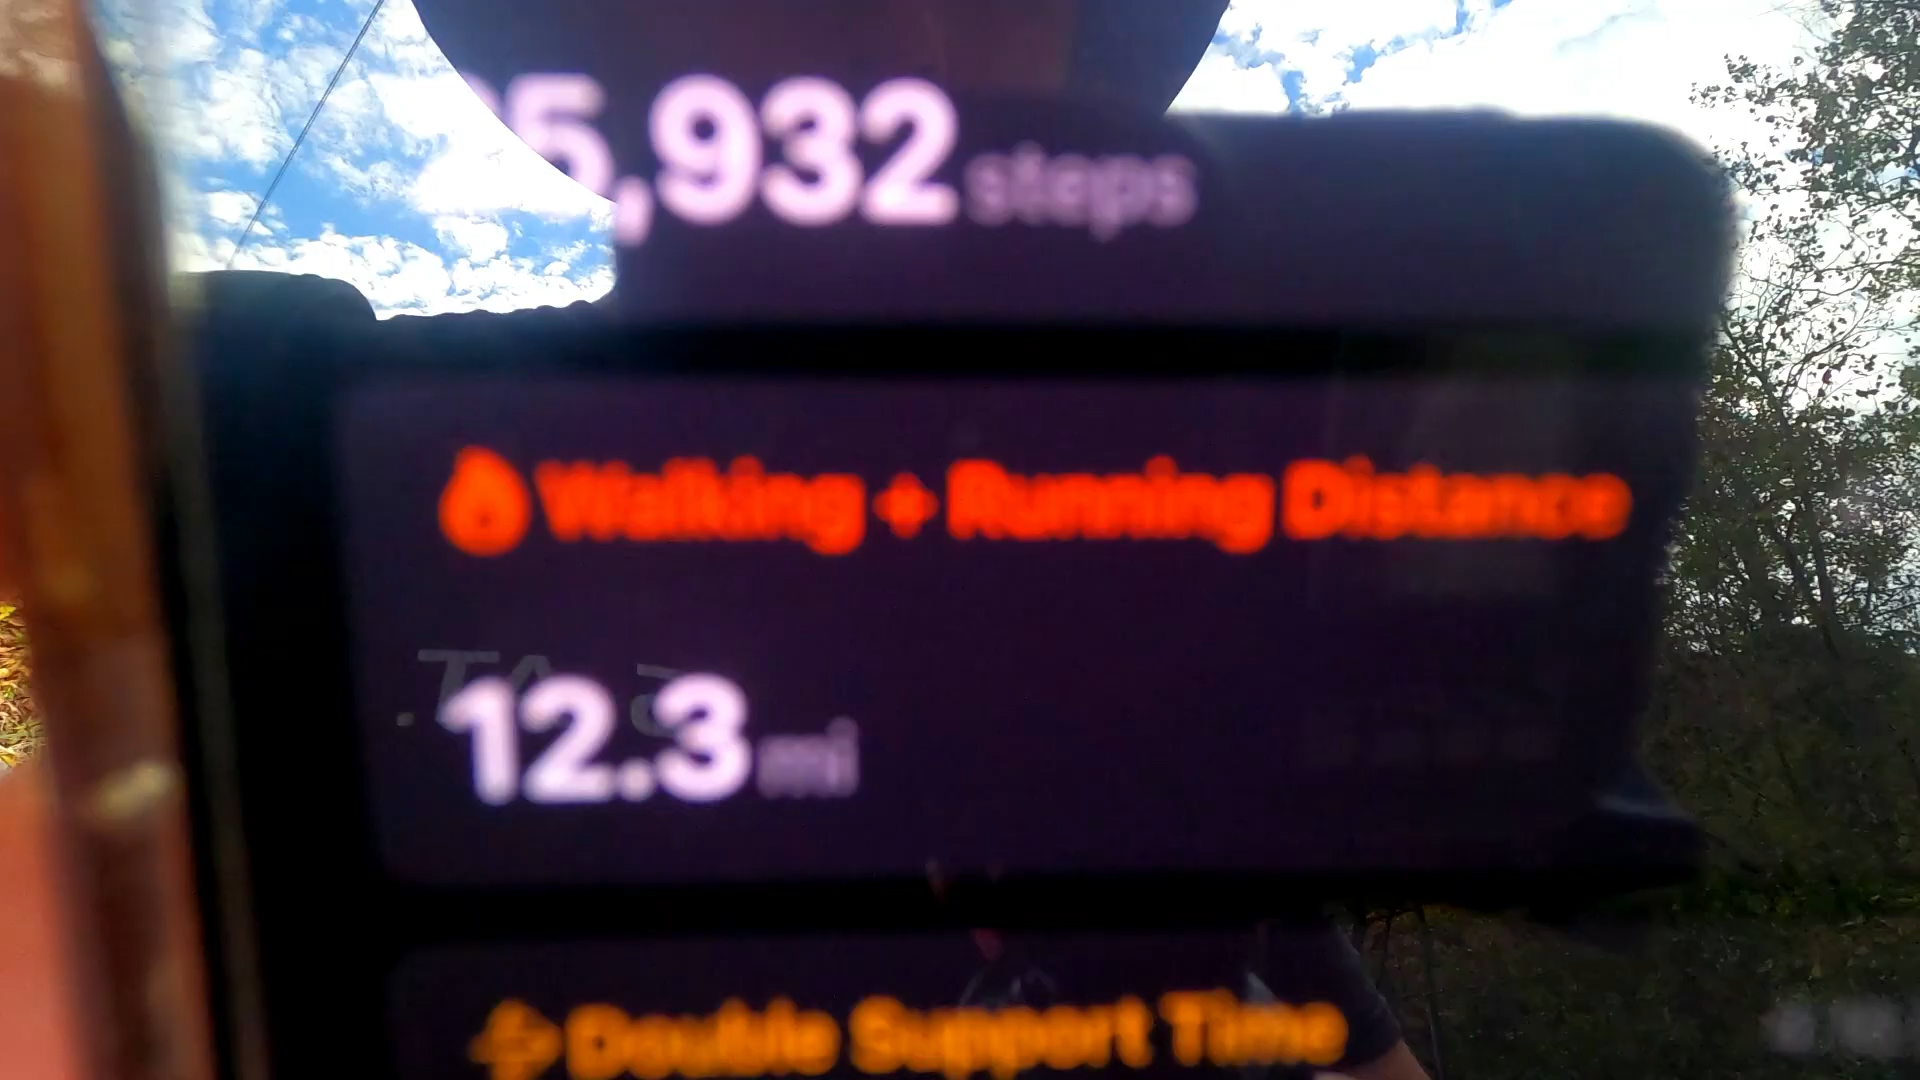 5,932 steps
Walking + Running Distance
12.3 mi
Double Support Time